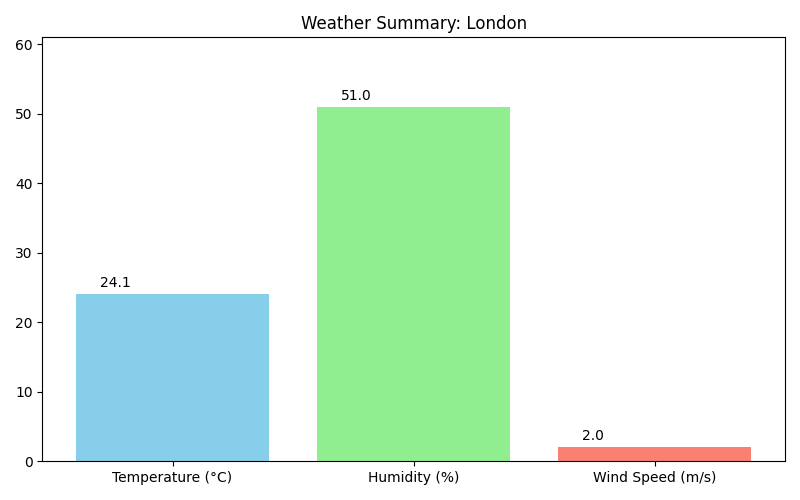 Weather Summary: London
60
50
40
30
20
10
0
51.0
24.1
2.0
Temperature (°C)
Humidity (%)
Wind Speed (m/s)